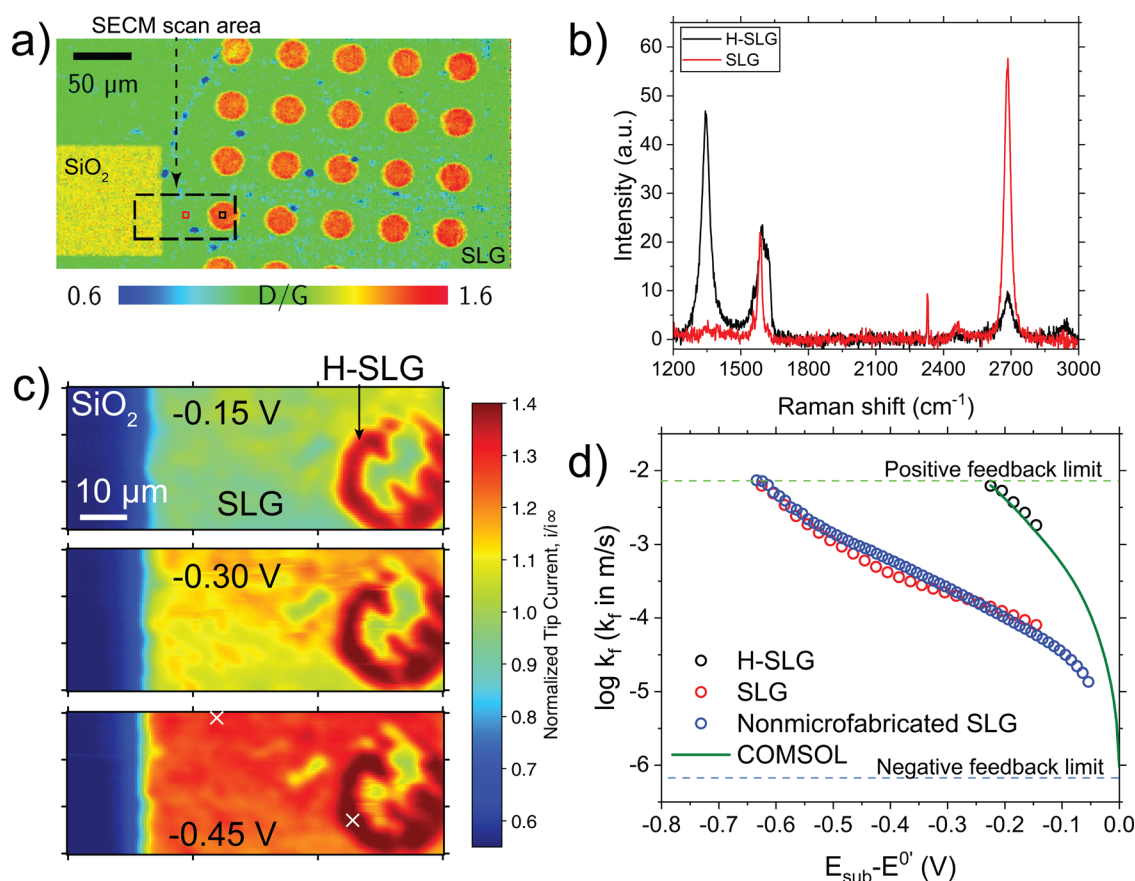 a)
SECM scan area
50 μm
SiO₂
SLG
0.6 D/G 1.6
b)
H-SLG
SLG
Intensity (a.u.)
60
50
40
30
20
10
0
1200 1500 1800 2100 2400 2700 3000
Raman shift (cm⁻¹)
c)
H-SLG
SiO₂
-0.15 V
10 μm
SLG
-0.30 V
-0.45 V
1.4
1.3
1.2
1.1
1.0
0.9
0.8
0.7
0.6
Normalized Tip Current, i/i∞
d)
Positive feedback limit
log k_f (k_f in m/s)
-2
-3
-4
-5
-6
H-SLG
SLG
Nonmicrofabricated SLG
COMSOL
Negative feedback limit
-0.8 -0.7 -0.6 -0.5 -0.4 -0.3 -0.2 -0.1 0.0
E_sub-E⁰' (V)